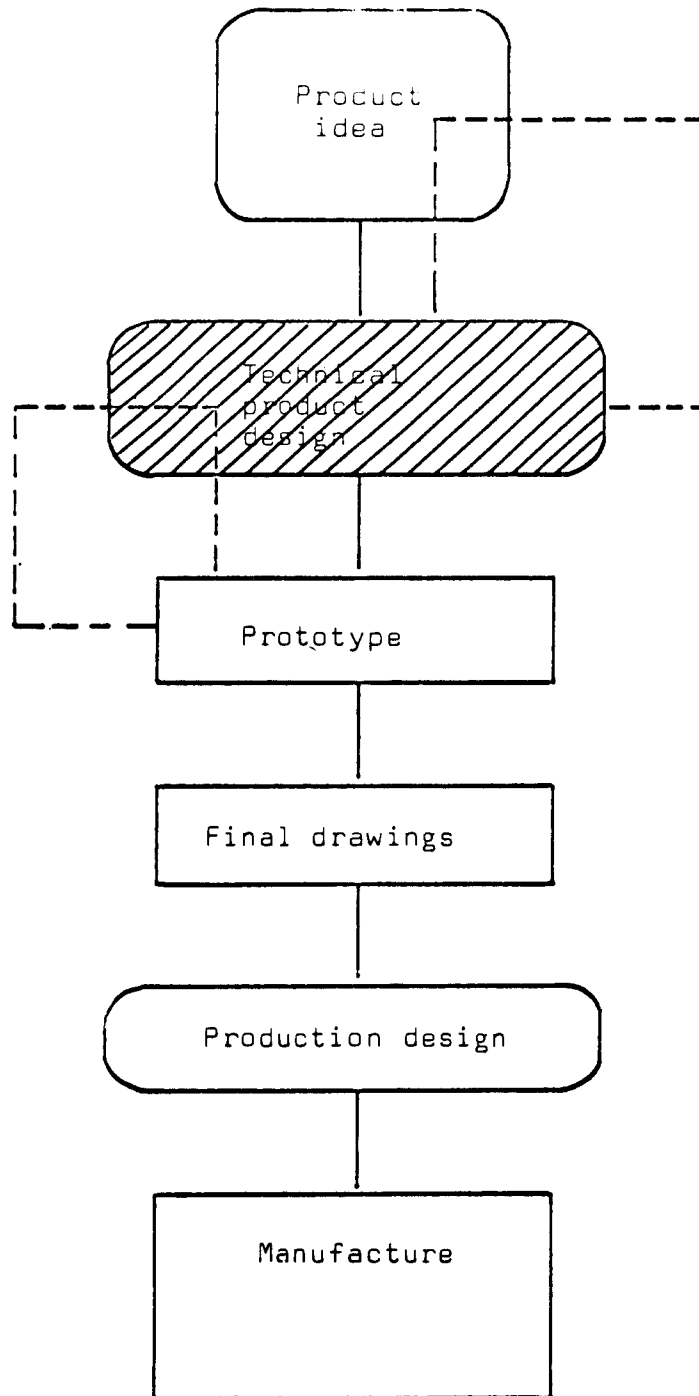 Product
idea
Technical
product
design
Prototype
Final drawings
Production design
Manufacture